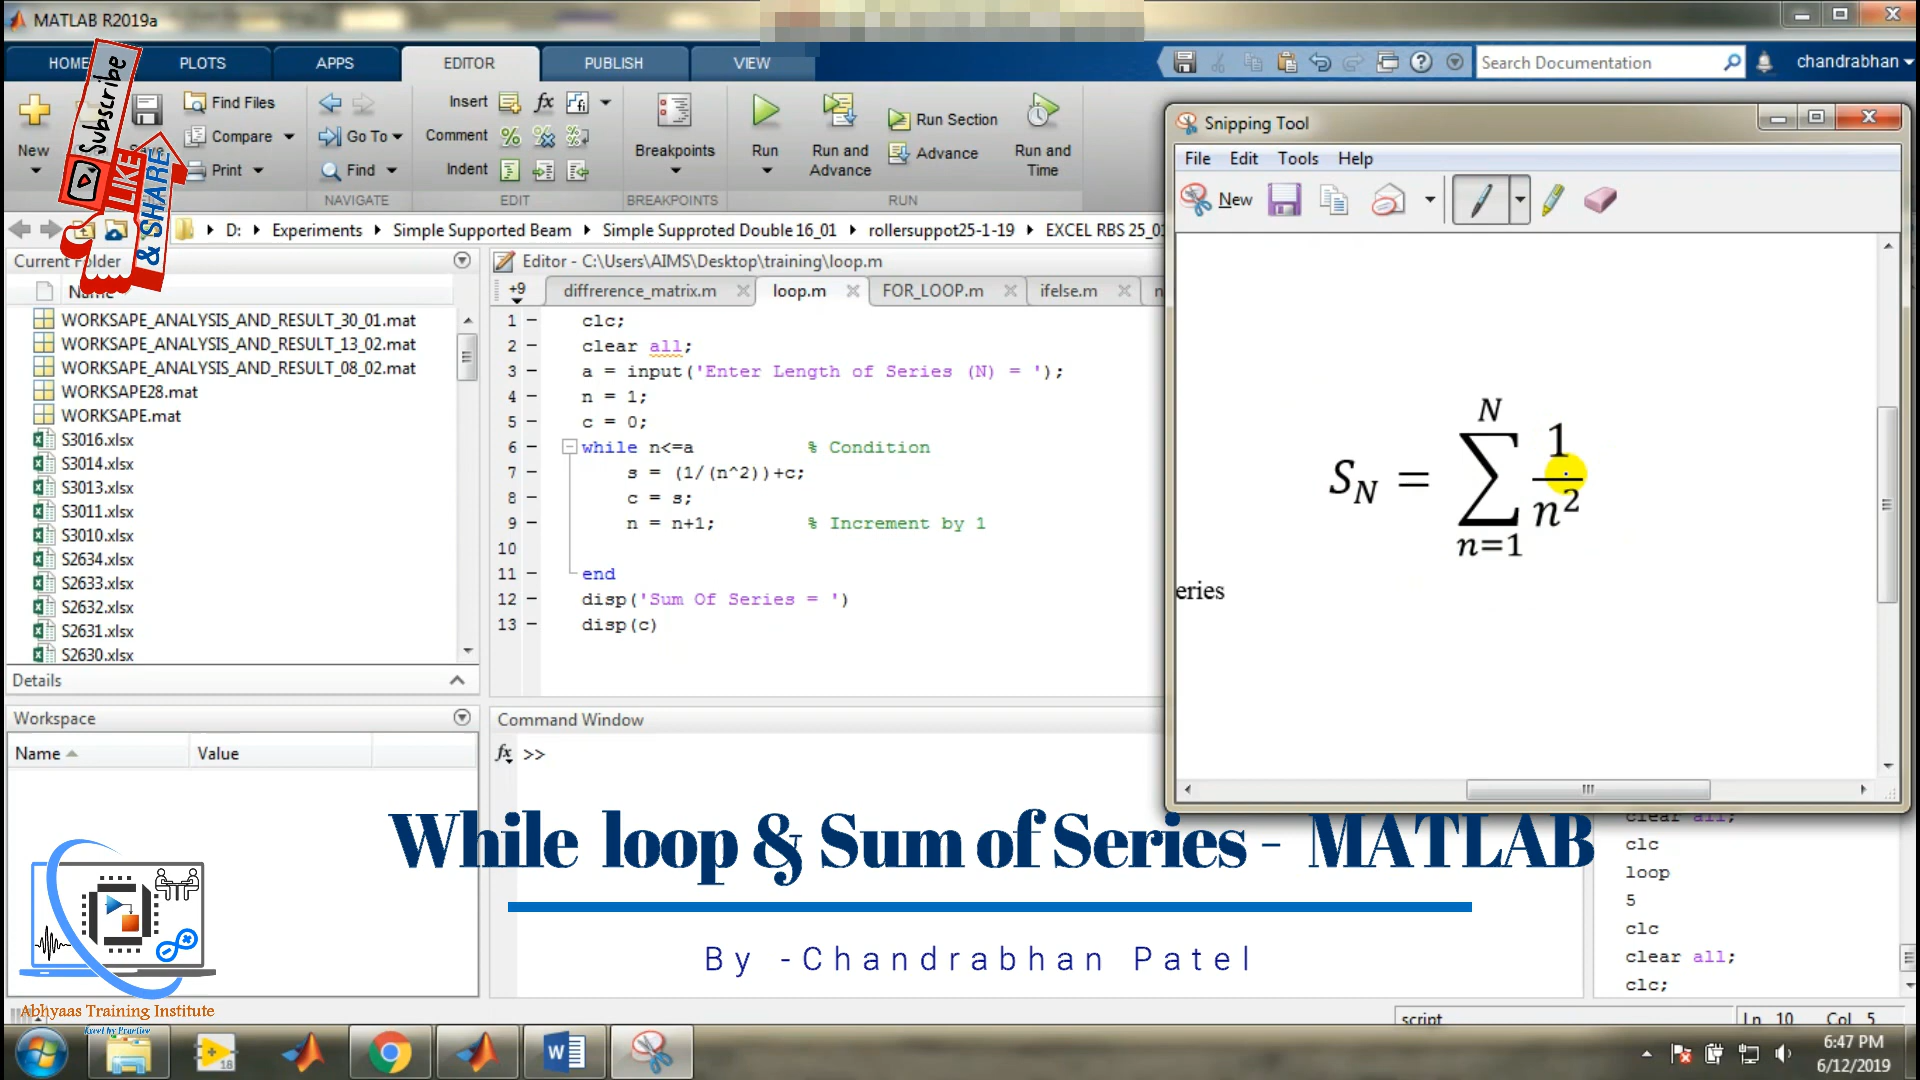 MATLAB R2019a
HOME PLOTS APPS EDITOR PUBLISH VIEW
Search Documentation
chandrabhan
New
Save
Find Files
Compare
Print
Go To
Find
NAVIGATE
Insert
Comment
Indent
EDIT
Breakpoints
BREAKPOINTS
Run
Run and Advance
Run Section
Advance
Run and Time
RUN
Subscribe
LIKE
& SHARE
D: Experiments Simple Supported Beam Simple Supproted Double 16_01 rollersuppot25-1-19 EXCEL RBS 25_01
Current Folder
Name
WORKSAPE_ANALYSIS_AND_RESULT_30_01.mat
WORKSAPE_ANALYSIS_AND_RESULT_13_02.mat
WORKSAPE_ANALYSIS_AND_RESULT_08_02.mat
WORKSAPE28.mat
WORKSAPE.mat
S3016.xlsx
S3014.xlsx
S3013.xlsx
S3011.xlsx
S3010.xlsx
S2634.xlsx
S2633.xlsx
S2632.xlsx
S2631.xlsx
S2630.xlsx
Details
Workspace
Name Value
Editor - C:\Users\AIMS\Desktop\training\loop.m
+9 diffrerence_matrix.m loop.m FOR_LOOP.m ifelse.m n
1 clc;
2 clear all;
3 a = input('Enter Length of Series (N) = ');
4 n = 1;
5 c = 0;
6 while n<=a % Condition
7 s = (1/(n^2))+c;
8 c = s;
9 n = n+1; % Increment by 1
10
11 end
12 disp('Sum Of Series = ')
13 disp(c)
Command Window
fx >>
Snipping Tool
File Edit Tools Help
New
N
S_N = ∑ 1/n²
n=1
eries
While loop & Sum of Series - MATLAB
By -Chandrabhan Patel
clear all;
clc
loop
5
clc
clear all;
clc;
Abhyaas Training Institute
Excel by Practice
script Ln 10 Col 5
18
6:47 PM
6/12/2019